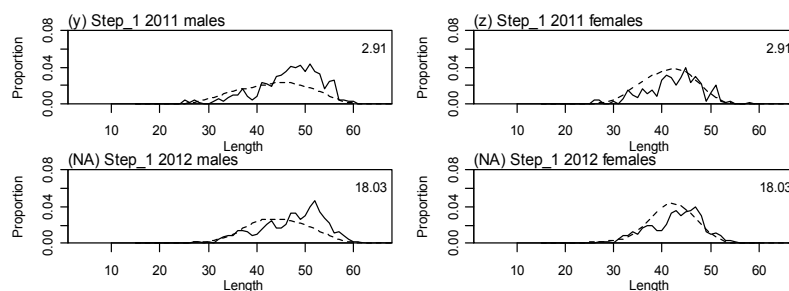 (y) Step_1 2011 males
Proportion
0.00 0.04 0.08
2.91
10 20 30 40 50 60
Length
(z) Step_1 2011 females
Proportion
0.00 0.04 0.08
2.91
10 20 30 40 50 60
Length
(NA) Step_1 2012 males
Proportion
0.00 0.04 0.08
18.03
10 20 30 40 50 60
Length
(NA) Step_1 2012 females
Proportion
0.00 0.04 0.08
18.03
10 20 30 40 50 60
Length